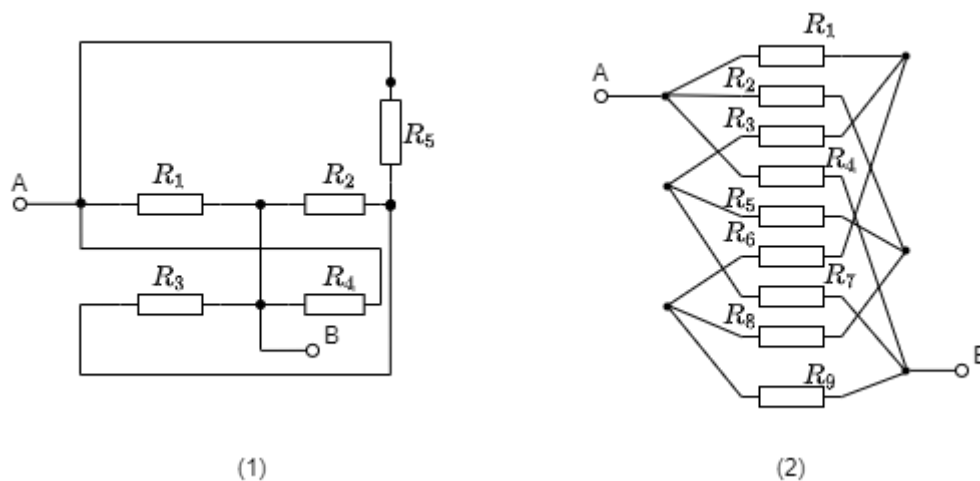 R₅
A
R₁
R₂
R₃
R₄
B
(1)
R₁
A
R₂
R₃
R₄
R₅
R₆
R₇
R₈
R₉
(2)